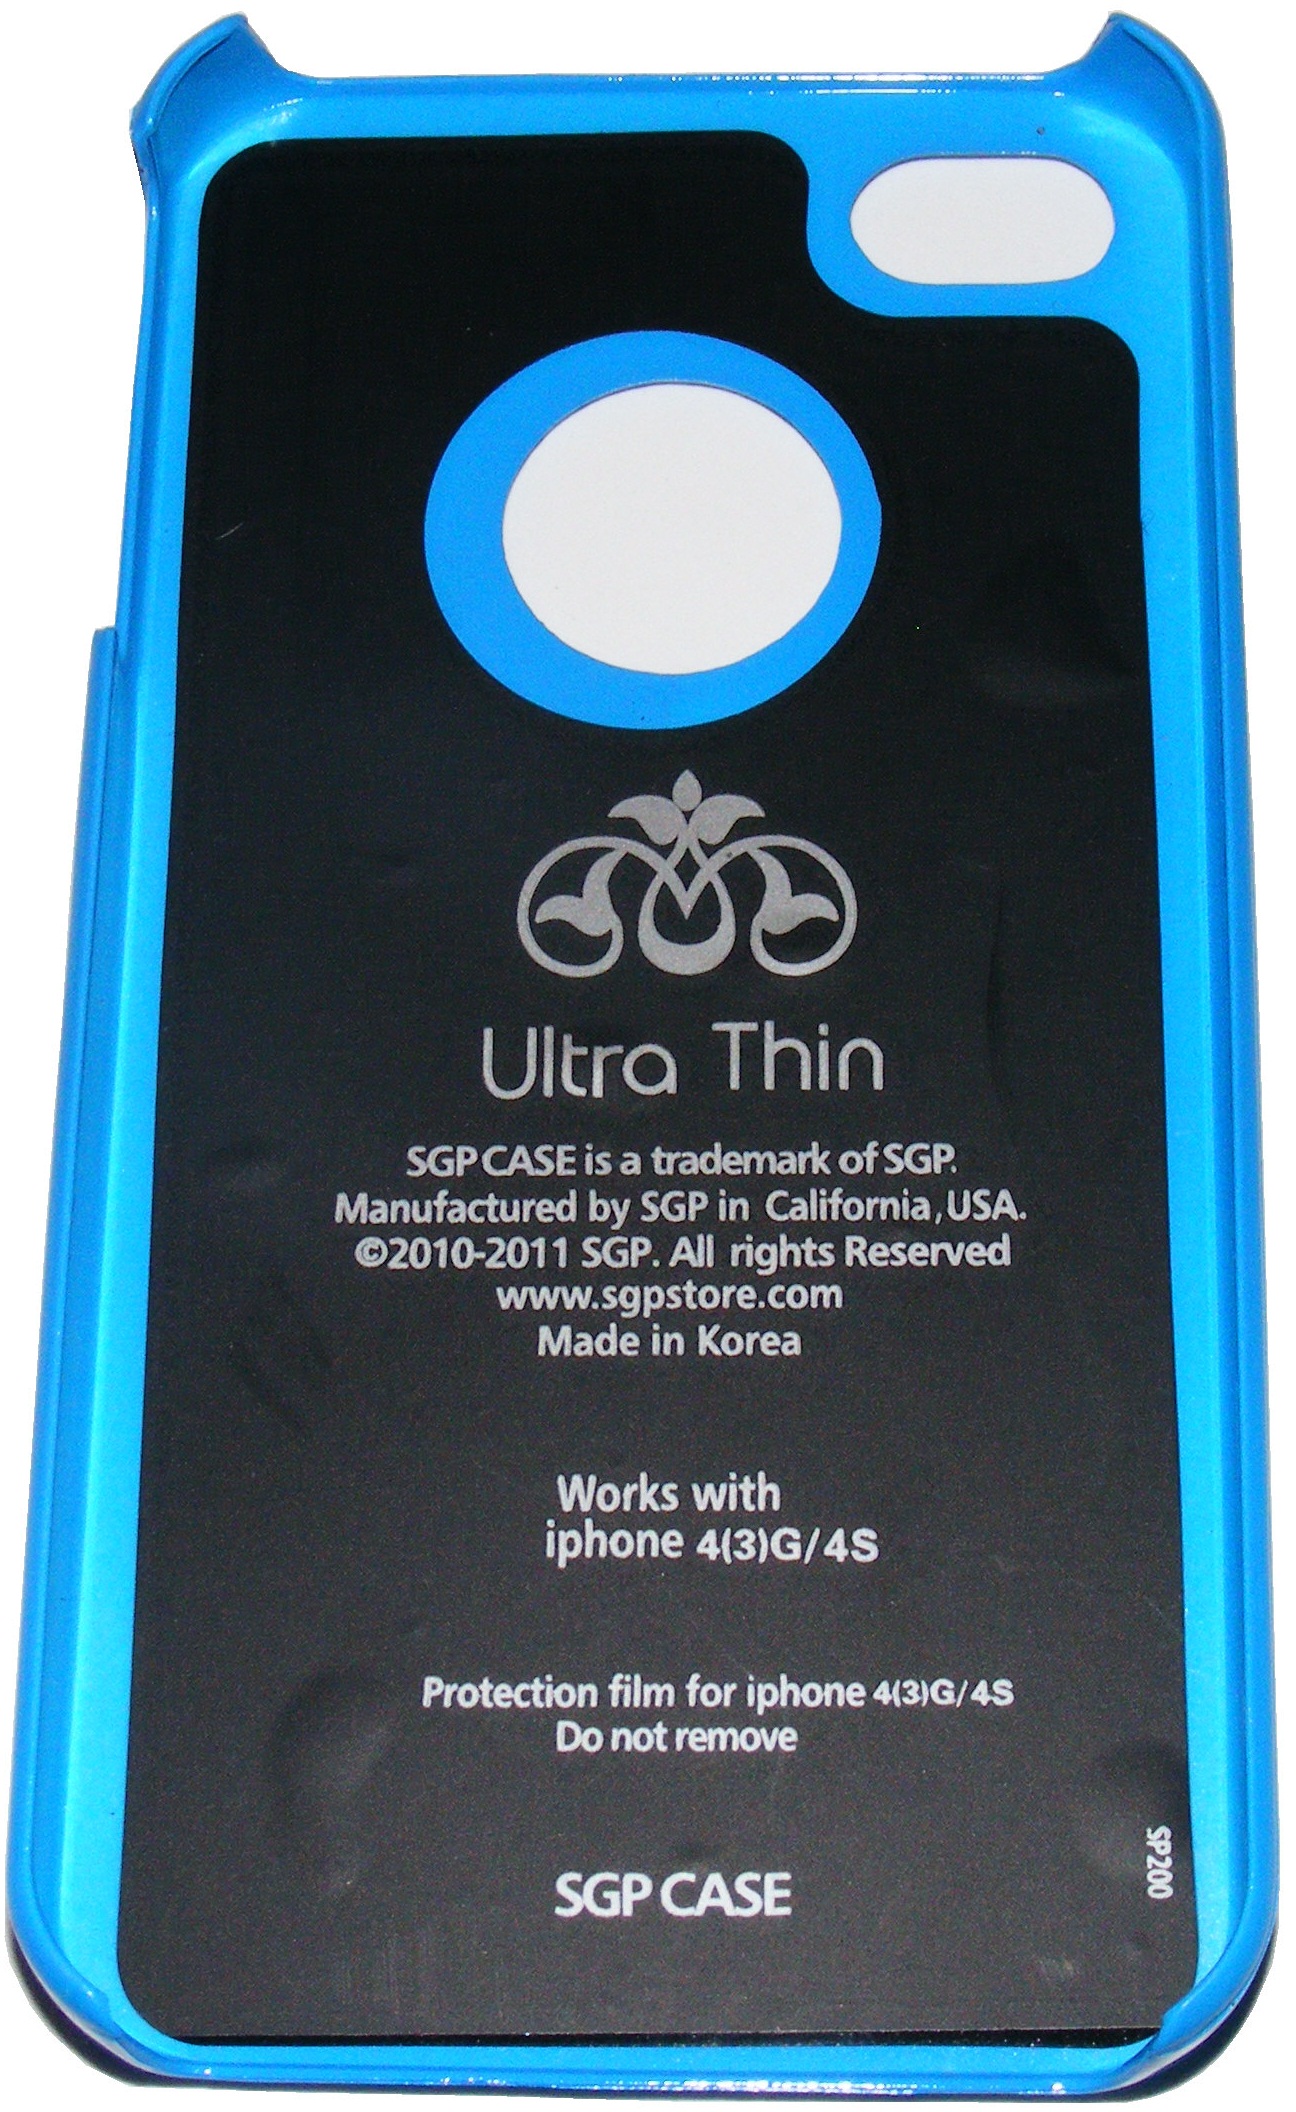 Ultra Thin
SGP CASE is a trademark of SGP.
Manufactured by SGP in California, USA.
©2010-2011 SGP. All rights Reserved
www.sgpstore.com
Made in Korea
Works with
iphone 4(3)G/4S
Protection film for iphone 4(3)G/4S
Do not remove
SP200
SGP CASE